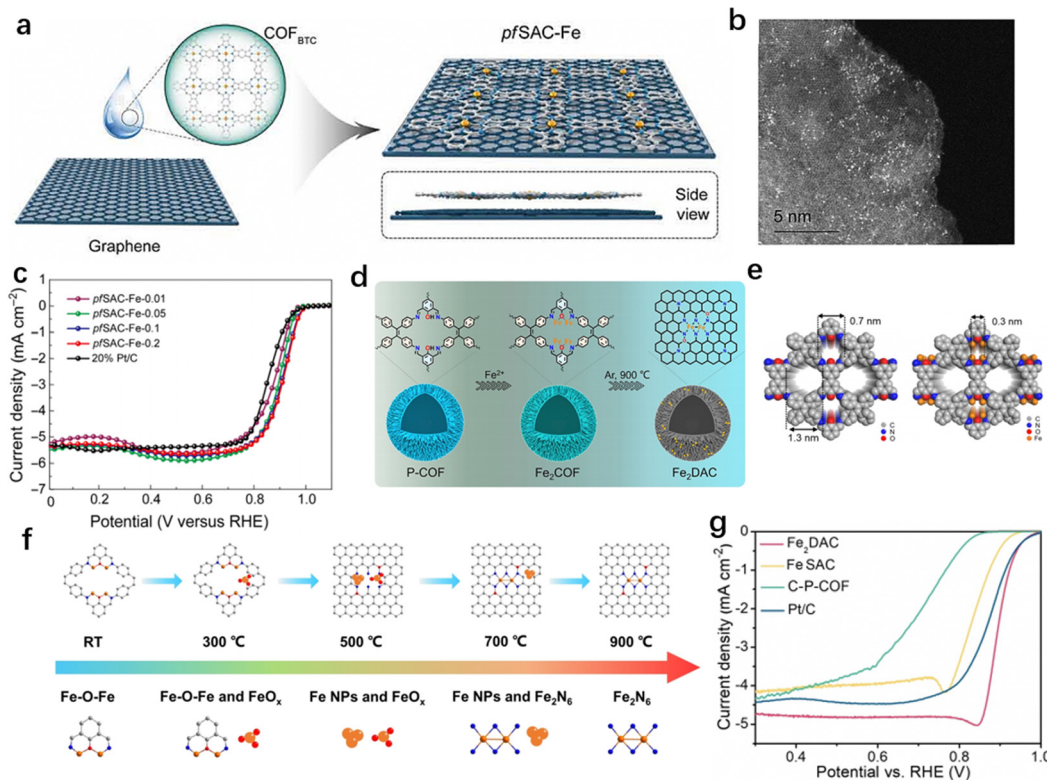 a
COF_BTC
pfSAC-Fe
Graphene
Side
view
b
5 nm
c
Current density (mA cm⁻²)
1
0
−1
−2
−3
−4
−5
−6
−7
pfSAC-Fe-0.01
pfSAC-Fe-0.05
pfSAC-Fe-0.1
pfSAC-Fe-0.2
20% Pt/C
0 0.2 0.4 0.6 0.8 1.0
Potential (V versus RHE)
d
Fe²⁺
Ar, 900 ℃
P-COF
Fe₂COF
Fe₂DAC
e
0.7 nm
0.3 nm
1.3 nm
C
N
O
C
N
O
Fe
f
RT
300 ℃
500 ℃
700 ℃
900 ℃
Fe-O-Fe
Fe-O-Fe and FeOₓ
Fe NPs and FeOₓ
Fe NPs and Fe₂N₆
Fe₂N₆
g
Current density (mA cm⁻²)
0
-1
-2
-3
-4
-5
Fe₂DAC
Fe SAC
C-P-COF
Pt/C
0.4 0.6 0.8 1.0
Potential vs. RHE (V)